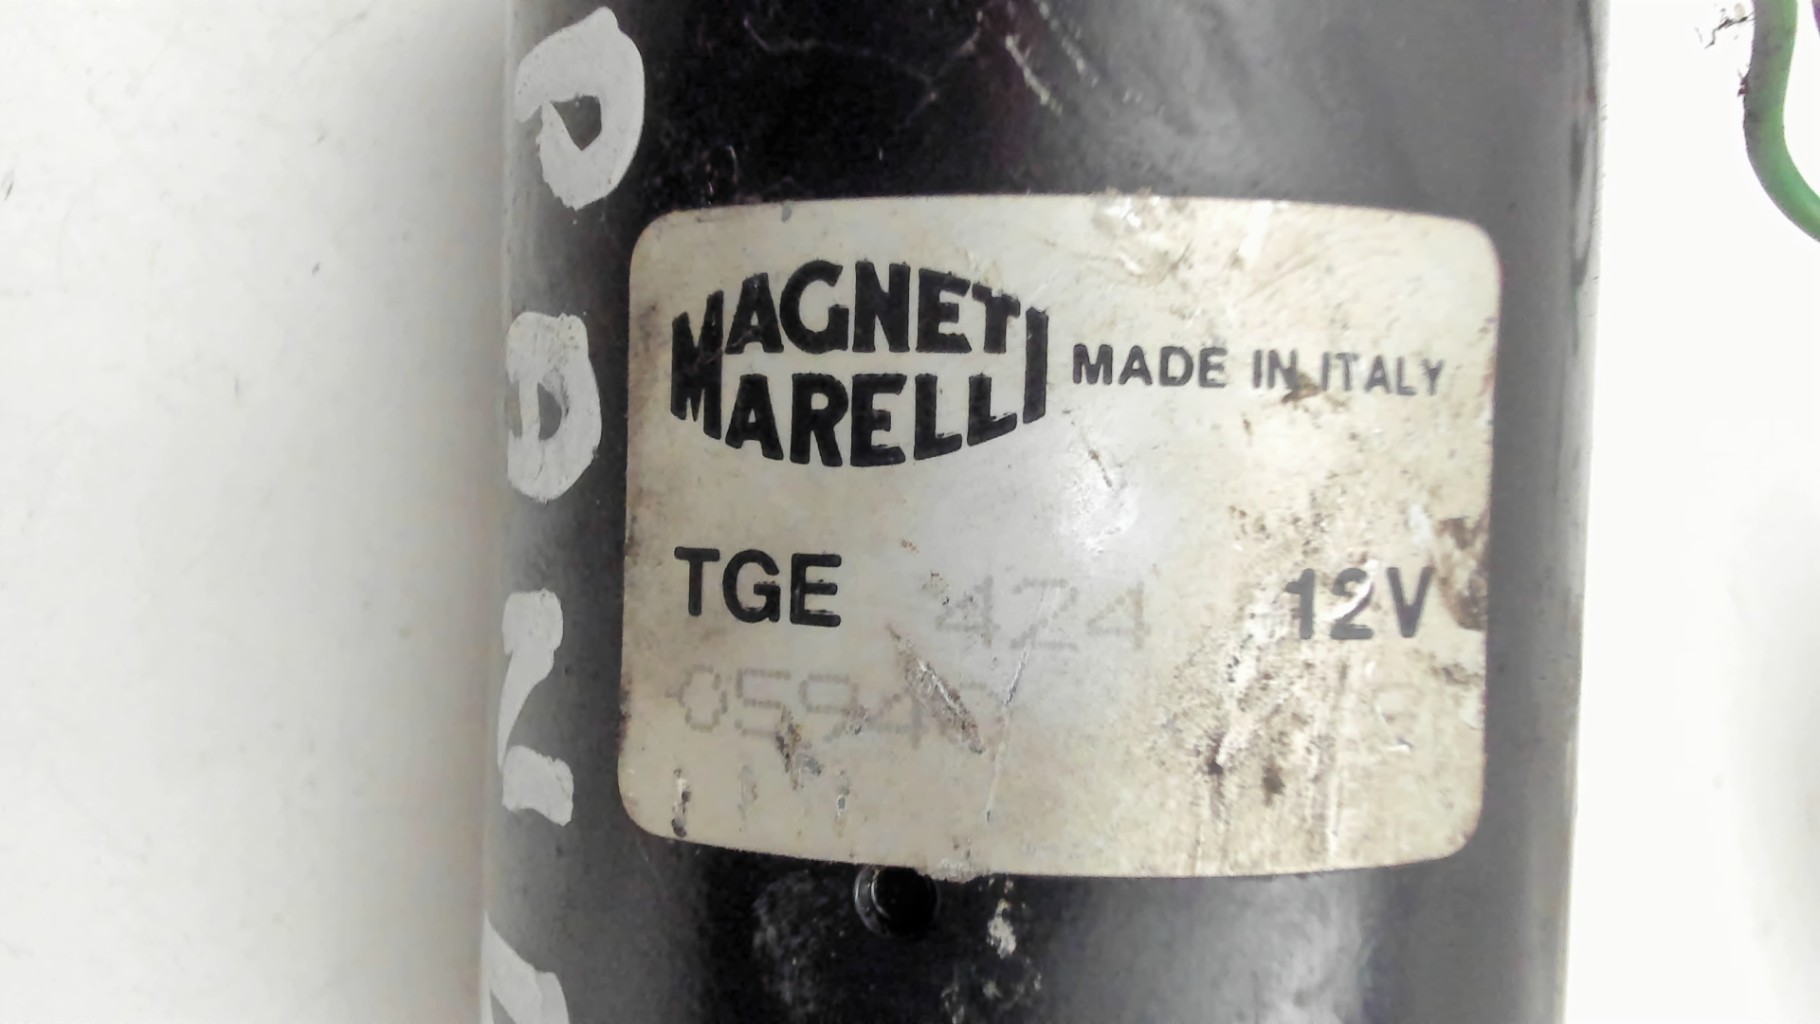 MAGNETI
MARELLI
MADE IN ITALY
TGE 424 12V